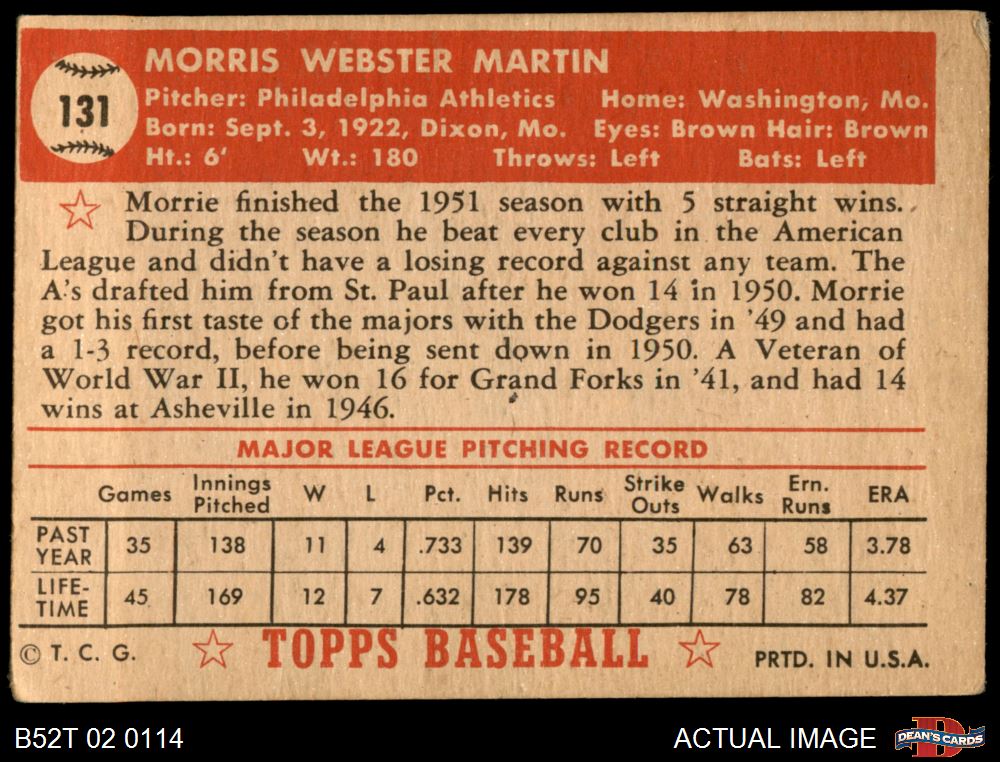 131
MORRIS WEBSTER MARTIN
Pitcher: Philadelphia Athletics Home: Washington, Mo.
Born: Sept. 3, 1922, Dixon, Mo. Eyes: Brown Hair: Brown
Ht.: 6' Wt.: 180 Throws: Left Bats: Left
Morrie finished the 1951 season with 5 straight wins.
During the season he beat every club in the American
League and didn't have a losing record against any team. The
A's drafted him from St. Paul after he won 14 in 1950. Morrie
got his first taste of the majors with the Dodgers in '49 and had
a 1-3 record, before being sent down in 1950. A Veteran of
World War II, he won 16 for Grand Forks in '41, and had 14
wins at Asheville in 1946.
MAJOR LEAGUE PITCHING RECORD
Games Innings Pitched W L Pct. Hits Runs Strike Outs Walks Ern. Runs ERA
PAST YEAR 35 138 11 4 .733 139 70 35 63 58 3.78
LIFE-TIME 45 169 12 7 .632 178 95 40 78 82 4.37
© T. C. G. TOPPS BASEBALL PRTD. IN U.S.A.
B52T 02 0114 ACTUAL IMAGE D DEAN'S CARDS